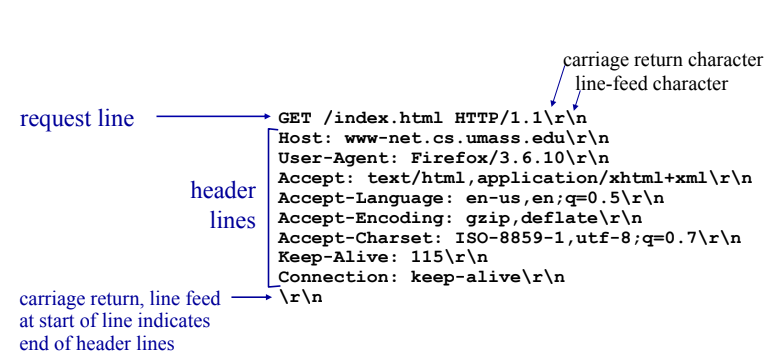 carriage return character
line-feed character
request line
GET /index.html HTTP/1.1\r\n
header
lines
Host: www-net.cs.umass.edu\r\n
User-Agent: Firefox/3.6.10\r\n
Accept: text/html,application/xhtml+xml\r\n
Accept-Language: en-us,en;q=0.5\r\n
Accept-Encoding: gzip,deflate\r\n
Accept-Charset: ISO-8859-1,utf-8;q=0.7\r\n
Keep-Alive: 115\r\n
Connection: keep-alive\r\n
carriage return, line feed
at start of line indicates
end of header lines
\r\n